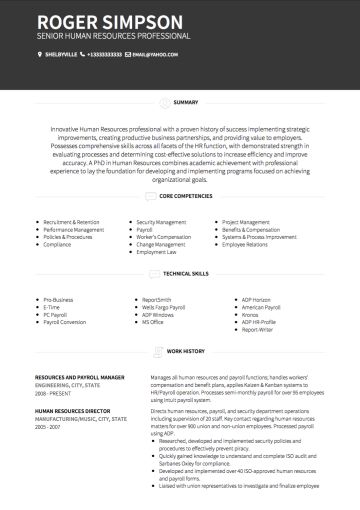 ROGER SIMPSON
SENIOR HUMAN RESOURCES PROFESSIONAL
SHELBYVILLE +13333333333 EMAIL@YAHOO.COM
SUMMARY
Innovative Human Resources professional with a proven history of success implementing strategic
improvements, creating productive business partnerships, and providing value to employers.
Possesses comprehensive skills across all facets of the HR function, with demonstrated strength in
evaluating processes and determining cost-effective solutions to increase efficiency and improve
accuracy. A PhD in Human Resources combines academic achievement with professional
experience to lay the foundation for developing and implementing programs focused on achieving
organizational goals.
CORE COMPETENCIES
Recruitment & Retention
Performance Management
Policies & Procedures
Compliance
Security Management
Payroll
Worker's Compensation
Change Management
Employment Law
Project Management
Benefits & Compensation
Systems & Process Improvement
Employee Relations
TECHNICAL SKILLS
Pro-Business
E-Time
PC Payroll
Payroll Conversion
ReportSmith
Wells Fargo Payroll
ADP Windows
MS Office
ADP Horizon
American Payroll
Kronos
ADP HR-Profile
Report-Writer
WORK HISTORY
RESOURCES AND PAYROLL MANAGER
ENGINEERING, CITY, STATE
2008 - PRESENT
Manages all human resources and payroll functions; handles workers'
compensation and benefit plans, applies Kaizen & Kanban systems to
HR/Payroll operation. Processes semi-monthly payroll for over 95 employees
using intuit payroll system.
HUMAN RESOURCES DIRECTOR
MANUFACTURING/MUSIC, CITY, STATE
2005 - 2007
Directs human resources, payroll, and security department operations
including supervision of 20 staff. Core contact regarding human resources
matters for over 900 union and non-union employees. Processed payroll
using ADP.
Researched, developed and implemented security policies and
procedures to effectively prevent piracy.
Quickly gained knowledge to understand and complete ISO audit and
Sarbanes Oxley for compliance.
Developed and implemented over 40 ISO-approved human resources
and payroll forms.
Liaised with union representatives to investigate and finalize employee